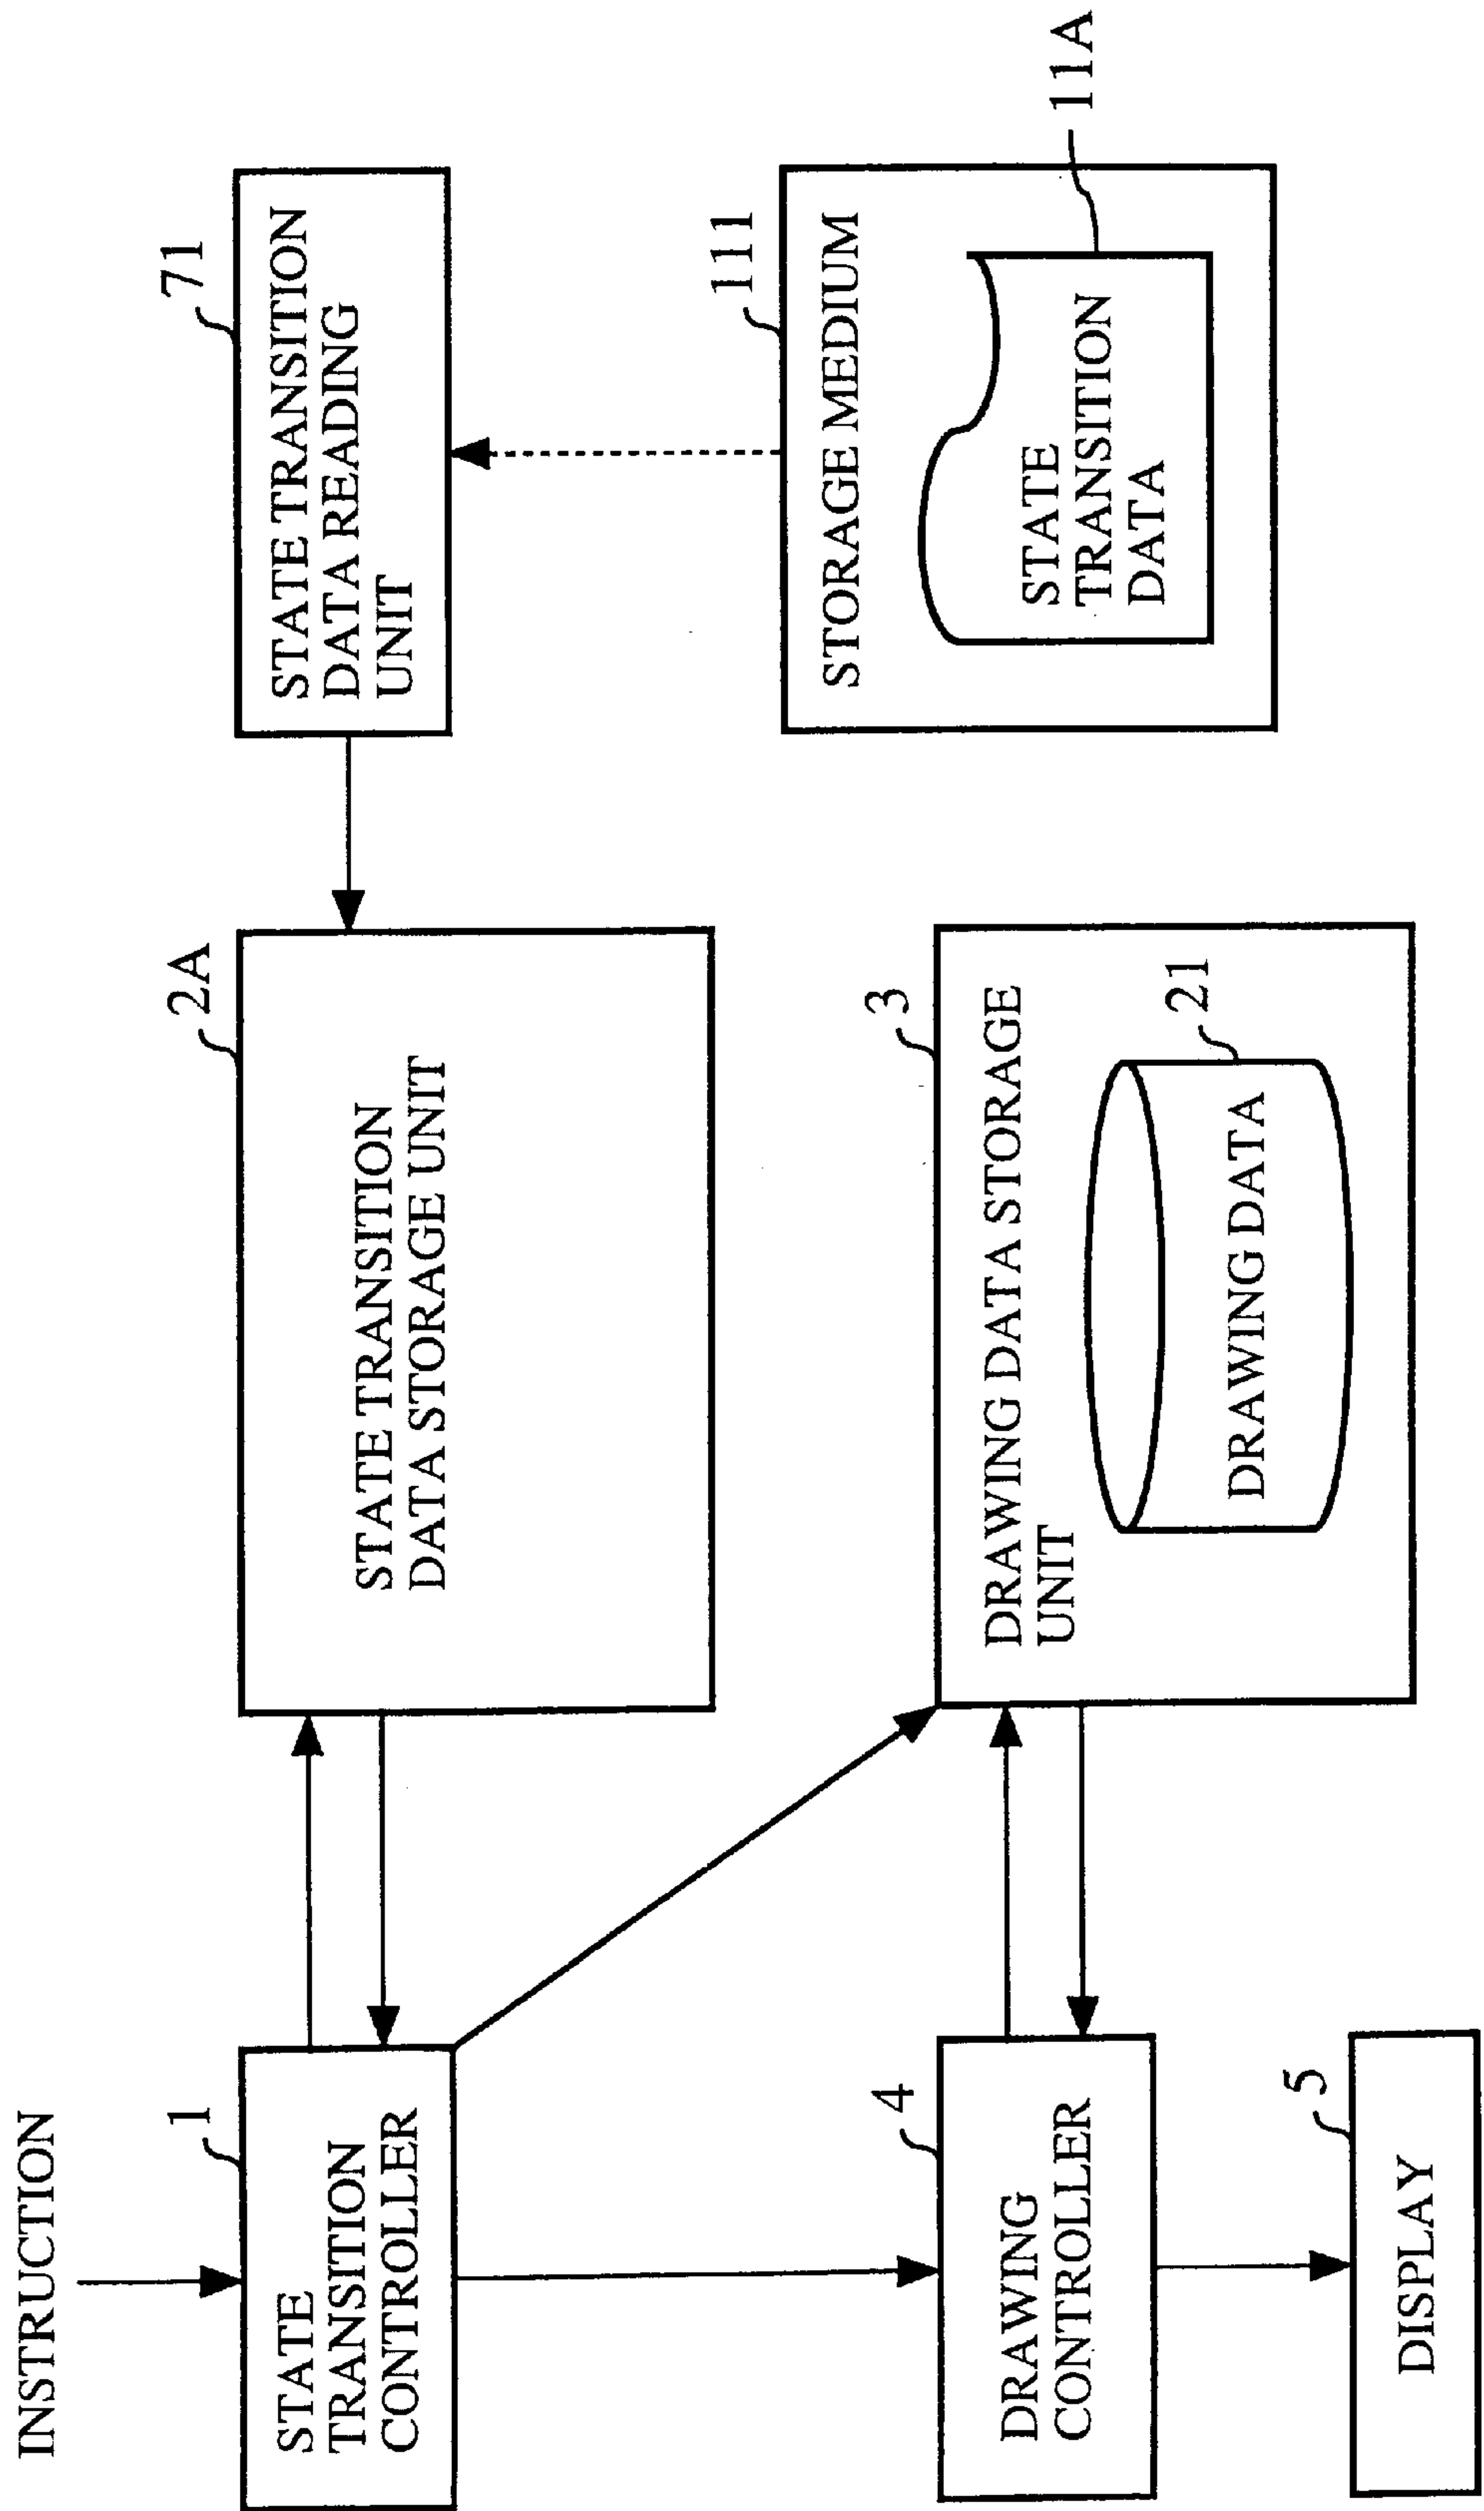 INSTRUCTION
1
STATE
TRANSITION
CONTROLLER
2A
STATE TRANSITION
DATA STORAGE UNIT
71
STATE TRANSITION
DATA READING
UNIT
4
DRAWING
CONTROLLER
3
DRAWING DATA STORAGE
UNIT
21
DRAWING DATA
111
STORAGE MEDIUM
STATE
TRANSITION
DATA
11A
5
DISPLAY